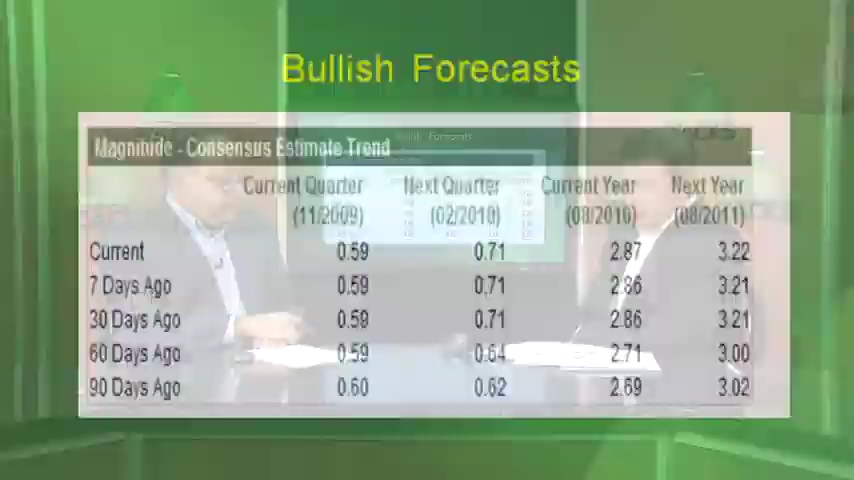 Bullish Forecasts
Magnitude - Consensus Estimate Trend
Current Quarter Next Quarter Current Year Next Year
(11/2009) (02/2010) (08/2010) (08/2011)
Current 0.59 0.71 2.87 3.22
7 Days Ago 0.59 0.71 2.86 3.21
30 Days Ago 0.59 0.71 2.86 3.21
60 Days Ago 0.59 0.64 2.71 3.00
90 Days Ago 0.60 0.62 2.69 3.02